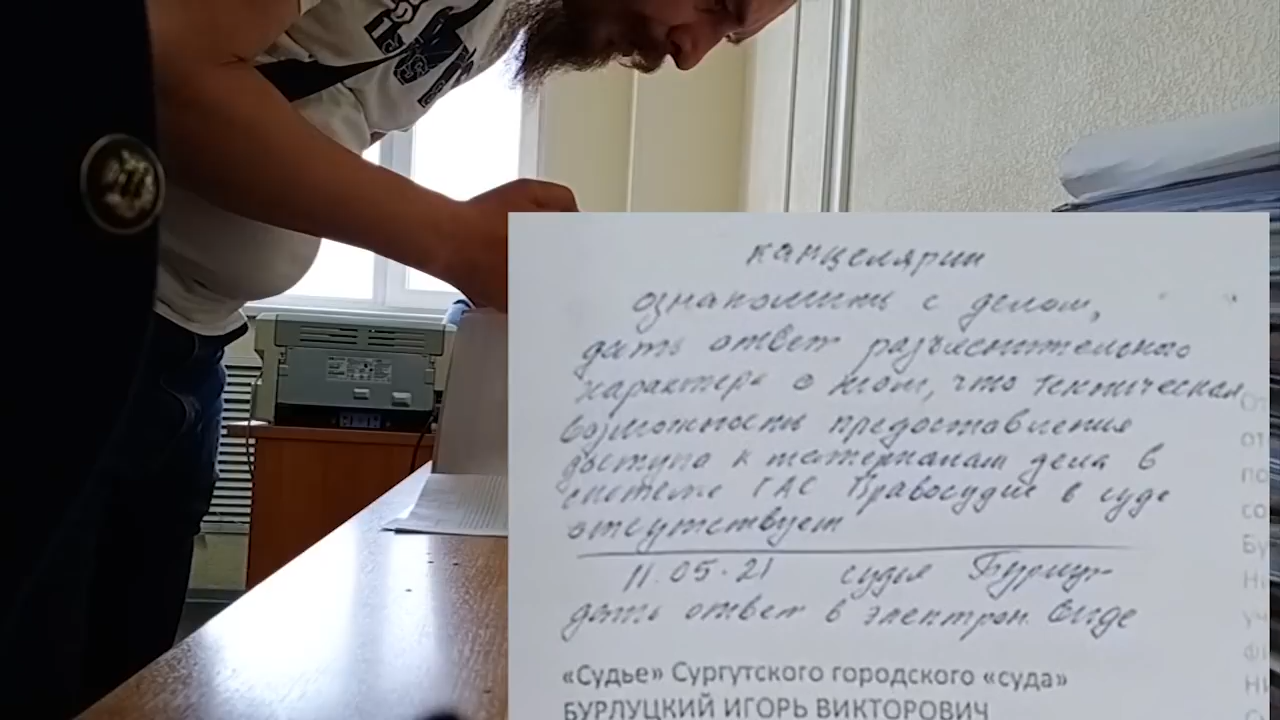 канцелярии
ознакомить с делом,
дать ответ разъяснительного
характера о том, что техническая
возможность предоставления
доступа к материалам дела в
системе ГАС Правосудие в суде
отсутствует
11.05.21 судья
дать ответ в электрон. виде
«Судье» Сургутского городского «суда»
БУРЛУЦКИЙ ИГОРЬ ВИКТОРОВИЧ